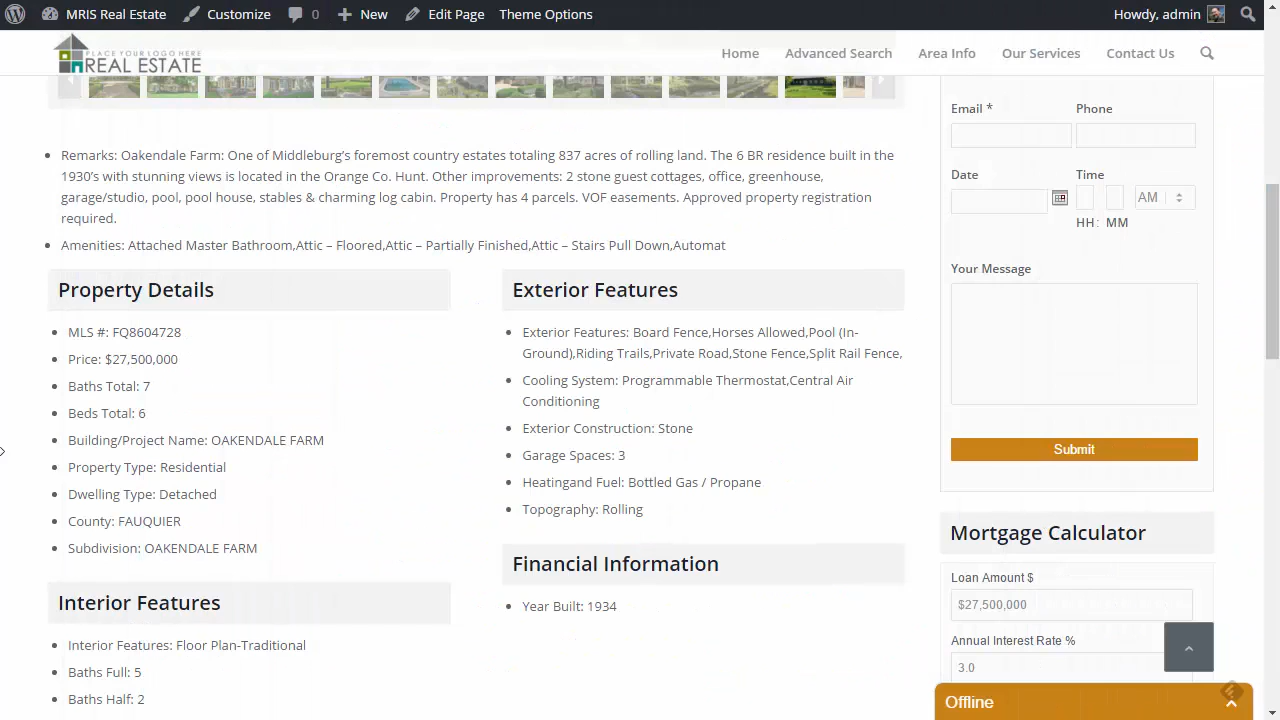 MRIS Real Estate Customize 0 New Edit Page Theme Options Howdy, admin
PLACE YOUR LOGO HERE
REAL ESTATE
Home Advanced Search Area Info Our Services Contact Us
Remarks: Oakendale Farm: One of Middleburg’s foremost country estates totaling 837 acres of rolling land. The 6 BR residence built in the
1930’s with stunning views is located in the Orange Co. Hunt. Other improvements: 2 stone guest cottages, office, greenhouse,
garage/studio, pool, pool house, stables & charming log cabin. Property has 4 parcels. VOF easements. Approved property registration
required.
Amenities: Attached Master Bathroom,Attic – Floored,Attic – Partially Finished,Attic – Stairs Pull Down,Automat
Property Details
MLS #: FQ8604728
Price: $27,500,000
Baths Total: 7
Beds Total: 6
Building/Project Name: OAKENDALE FARM
Property Type: Residential
Dwelling Type: Detached
County: FAUQUIER
Subdivision: OAKENDALE FARM
Interior Features
Interior Features: Floor Plan-Traditional
Baths Full: 5
Baths Half: 2
Exterior Features
Exterior Features: Board Fence,Horses Allowed,Pool (In-
Ground),Riding Trails,Private Road,Stone Fence,Split Rail Fence,
Cooling System: Programmable Thermostat,Central Air
Conditioning
Exterior Construction: Stone
Garage Spaces: 3
Heatingand Fuel: Bottled Gas / Propane
Topography: Rolling
Financial Information
Year Built: 1934
Email * Phone
Date Time
AM
HH: MM
Your Message
Submit
Mortgage Calculator
Loan Amount $
$27,500,000
Annual Interest Rate %
3.0
Offline